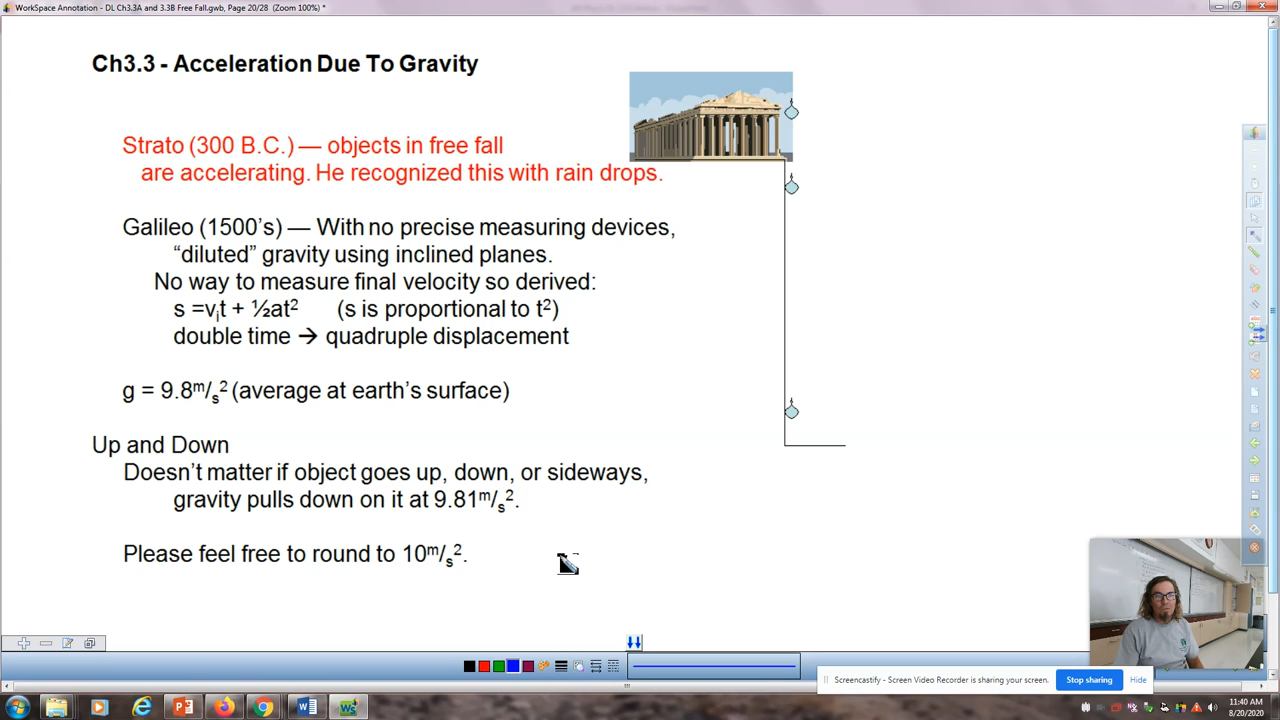 WorkSpace Annotation - DL Ch3.3A and 3.3B Free Fall.gwb, Page 20/28 (Zoom 100%) *
Ch3.3 - Acceleration Due To Gravity
Strato (300 B.C.) — objects in free fall
are accelerating. He recognized this with rain drops.
Galileo (1500’s) — With no precise measuring devices,
“diluted” gravity using inclined planes.
No way to measure final velocity so derived:
s =vᵢt + ½at² (s is proportional to t²)
double time → quadruple displacement
g = 9.8ᵐ/ₛ² (average at earth’s surface)
Up and Down
Doesn’t matter if object goes up, down, or sideways,
gravity pulls down on it at 9.81ᵐ/ₛ².
Please feel free to round to 10ᵐ/ₛ².
Screencastify - Screen Video Recorder is sharing your screen.
Stop sharing
Hide
11:40 AM
8/20/2020